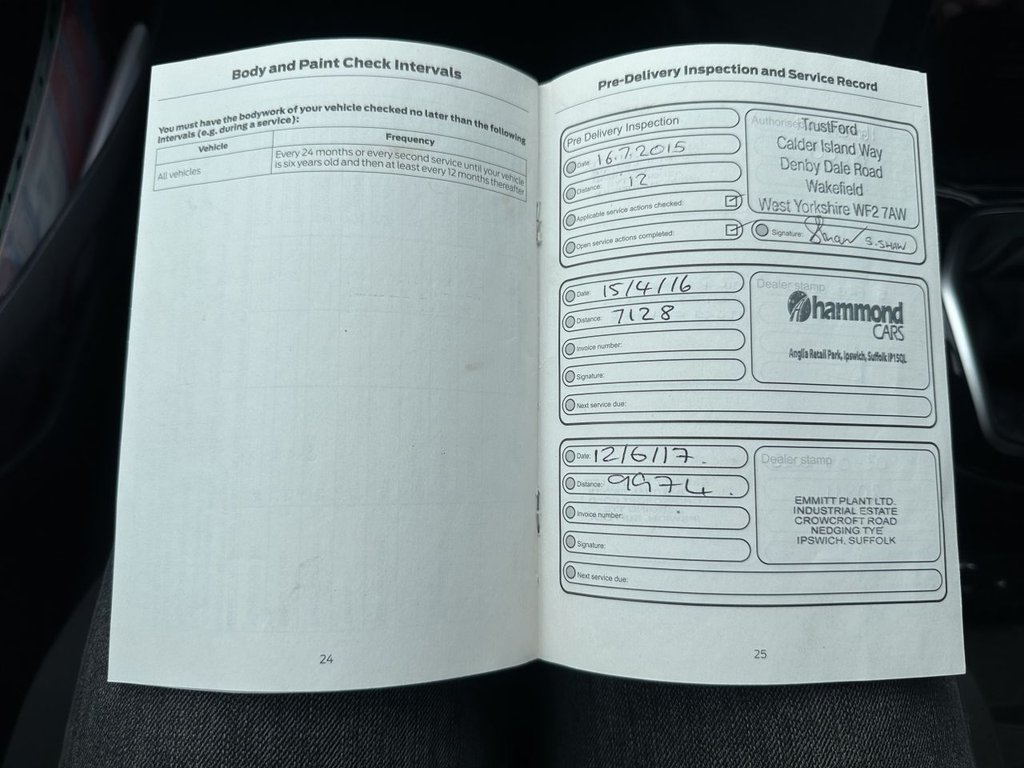 Body and Paint Check Intervals
You must have the bodywork of your vehicle checked no later than the following
intervals (e.g. during a service):
Vehicle
Frequency
All vehicles
Every 24 months or every second service until your vehicle
is six years old and then at least every 12 months thereafter
24
Pre-Delivery Inspection and Service Record
Pre Delivery Inspection
Date: 16.7.2015
Distance: 12
Applicable service actions checked:
Open service actions completed:
TrustFord
Calder Island Way
Denby Dale Road
Wakefield
West Yorkshire WF2 7AW
Signature: Shaw S. SHAW
Date: 15/4/16
Distance: 7128
Invoice number:
Signature:
Next service due:
Dealer stamp
hammond
CARS
Anglia Retail Park, Ipswich, Suffolk IP1 5QL
Date: 12/6/17.
Distance: 9974.
Invoice number:
Signature:
Next service due:
Dealer stamp
EMMITT PLANT LTD.
INDUSTRIAL ESTATE
CROWCROFT ROAD
NEDGING TYE
IPSWICH, SUFFOLK
25